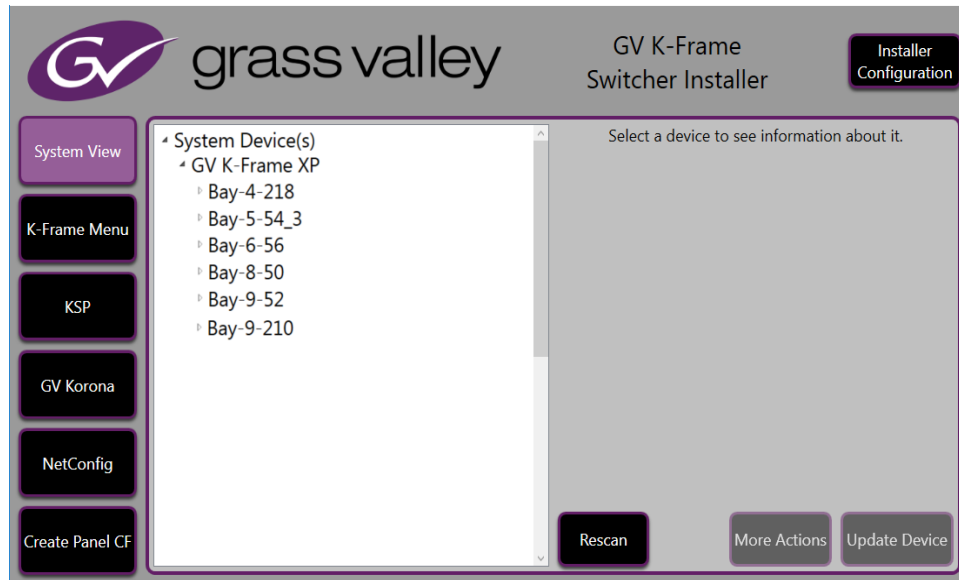 GV grass valley
GV K-Frame
Switcher Installer
Installer
Configuration
System View
K-Frame Menu
KSP
GV Korona
NetConfig
Create Panel CF
System Device(s)
GV K-Frame XP
Bay-4-218
Bay-5-54_3
Bay-6-56
Bay-8-50
Bay-9-52
Bay-9-210
Select a device to see information about it.
Rescan
More Actions
Update Device